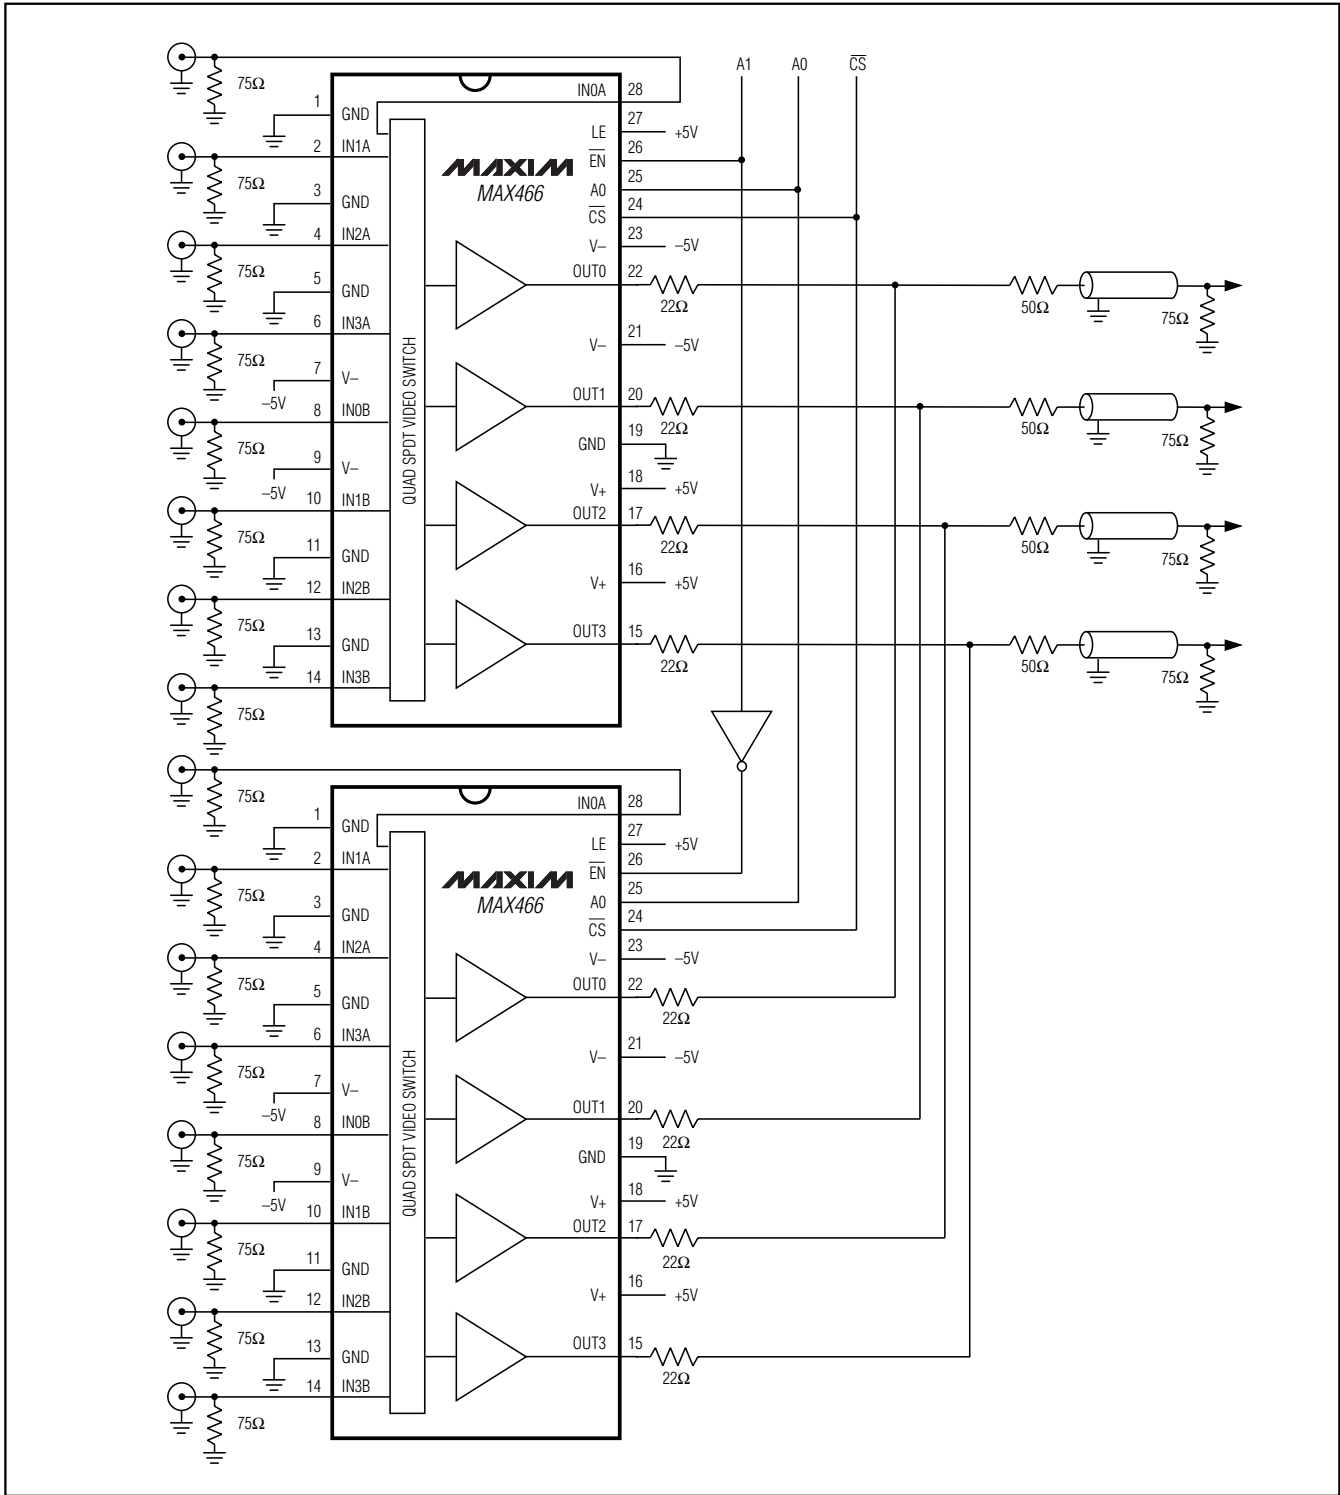 A1 A0 CS
75Ω
1 GND
2 IN1A
75Ω
3 GND
4 IN2A
75Ω
5 GND
6 IN3A
75Ω
7 V–
–5V
8 IN0B
75Ω
9 V–
–5V
10 IN1B
75Ω
11 GND
12 IN2B
75Ω
13 GND
14 IN3B
75Ω
QUAD SPDT VIDEO SWITCH
MAXIM
MAX466
IN0A 28
LE 27 +5V
EN 26
A0 25
CS 24
V– 23 –5V
OUT0 22
22Ω
V– 21 –5V
OUT1 20
22Ω
GND 19
V+ 18 +5V
OUT2 17
22Ω
V+ 16 +5V
OUT3 15
22Ω
50Ω 75Ω
50Ω 75Ω
50Ω 75Ω
50Ω 75Ω
75Ω
1 GND
2 IN1A
75Ω
3 GND
4 IN2A
75Ω
5 GND
6 IN3A
75Ω
7 V–
–5V
8 IN0B
75Ω
9 V–
–5V
10 IN1B
75Ω
11 GND
12 IN2B
75Ω
13 GND
14 IN3B
75Ω
QUAD SPDT VIDEO SWITCH
MAXIM
MAX466
IN0A 28
LE 27 +5V
EN 26
A0 25
CS 24
V– 23 –5V
OUT0 22
22Ω
V– 21 –5V
OUT1 20
22Ω
GND 19
V+ 18 +5V
OUT2 17
22Ω
V+ 16 +5V
OUT3 15
22Ω